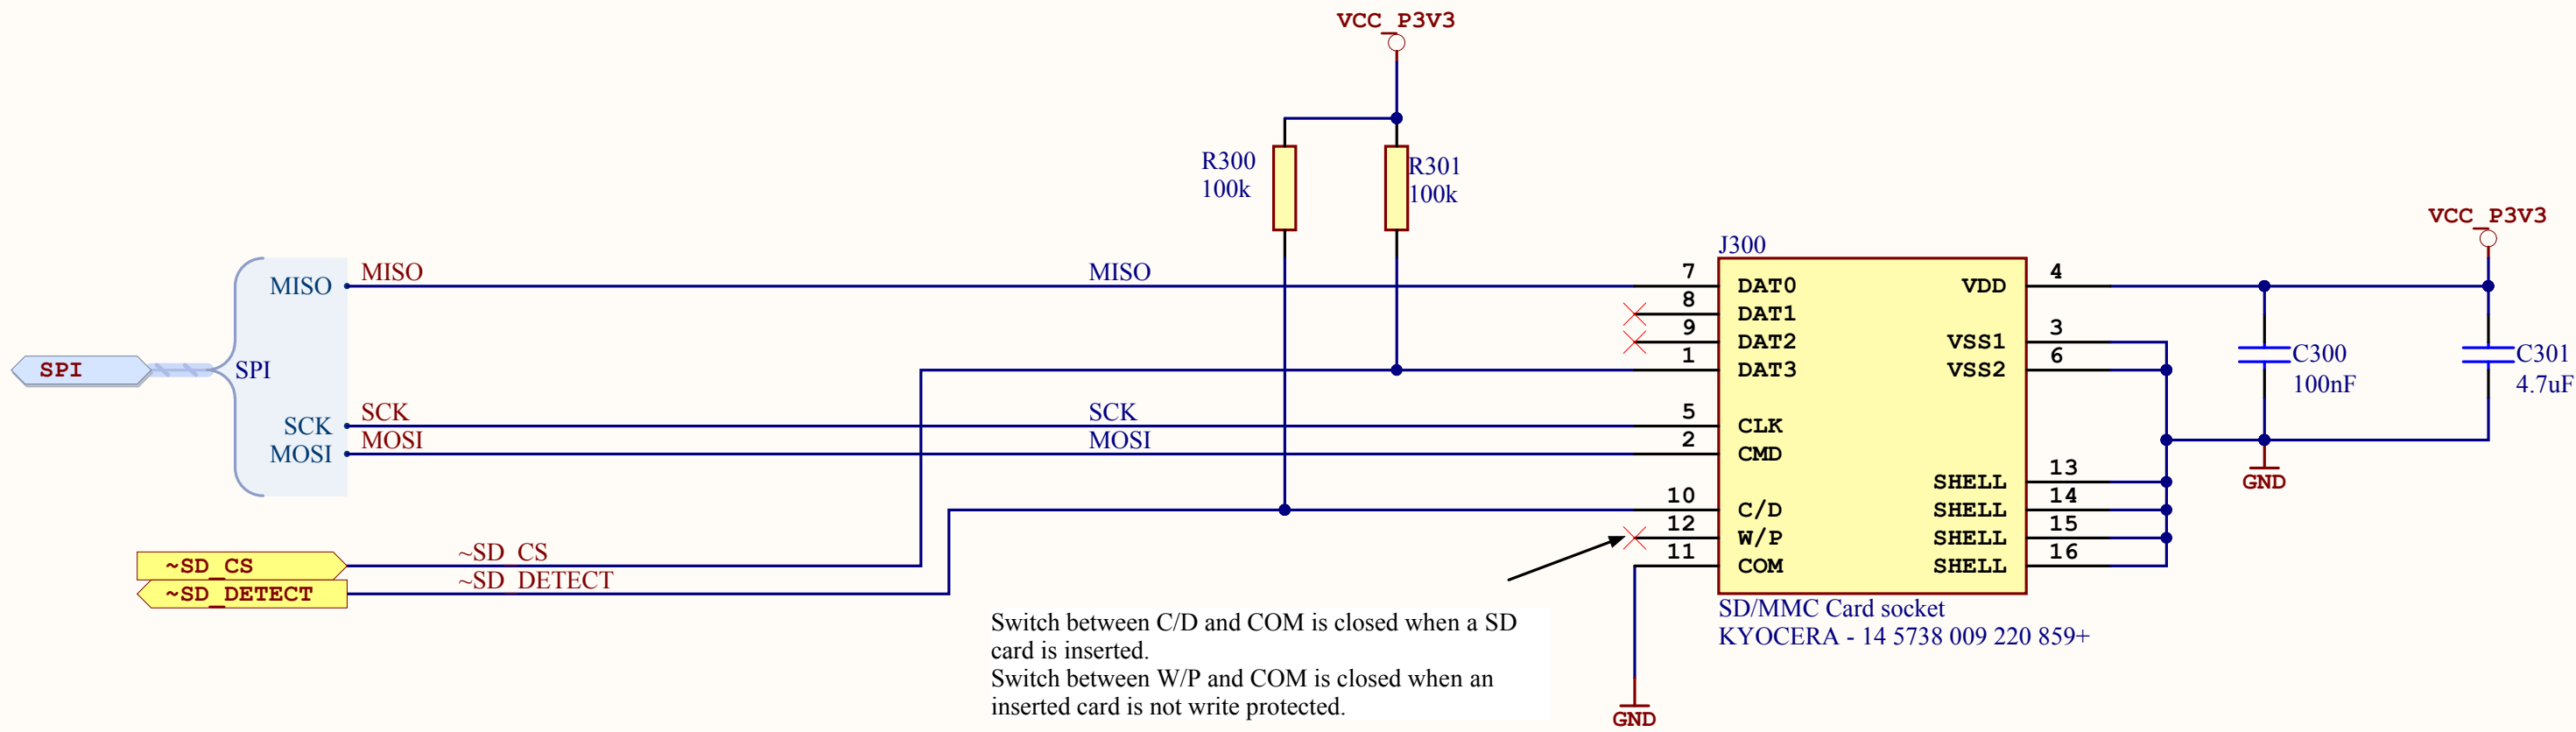 VCC_P3V3
R300
100k
R301
100k
VCC_P3V3
J300
MISO
MISO
MISO
7
DAT0
VDD
4
8
DAT1
9
DAT2
VSS1
3
SPI
SPI
1
DAT3
VSS2
6
C300
100nF
C301
4.7uF
SCK
SCK
SCK
5
CLK
MOSI
MOSI
MOSI
2
CMD
SHELL
13
GND
10
C/D
SHELL
14
12
W/P
SHELL
15
~SD_CS
~SD_CS
11
COM
SHELL
16
~SD_DETECT
~SD_DETECT
SD/MMC Card socket
KYOCERA - 14 5738 009 220 859+
Switch between C/D and COM is closed when a SD
card is inserted.
Switch between W/P and COM is closed when an
inserted card is not write protected.
GND